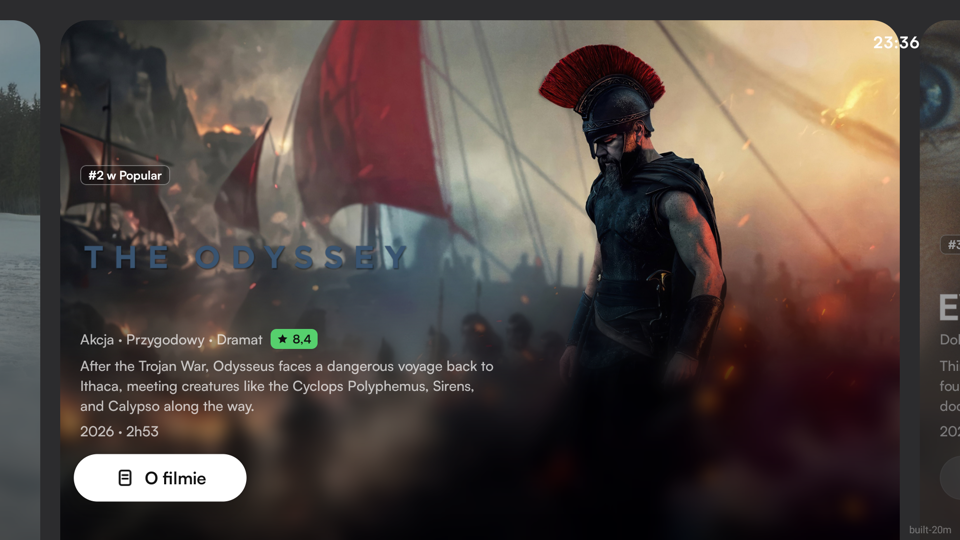 23:36
#2 w Popular
THE ODYSSEY
Akcja · Przygodowy · Dramat ★ 8,4
After the Trojan War, Odysseus faces a dangerous voyage back to
Ithaca, meeting creatures like the Cyclops Polyphemus, Sirens,
and Calypso along the way.
2026 · 2h53
O filmie
#3
built-20m